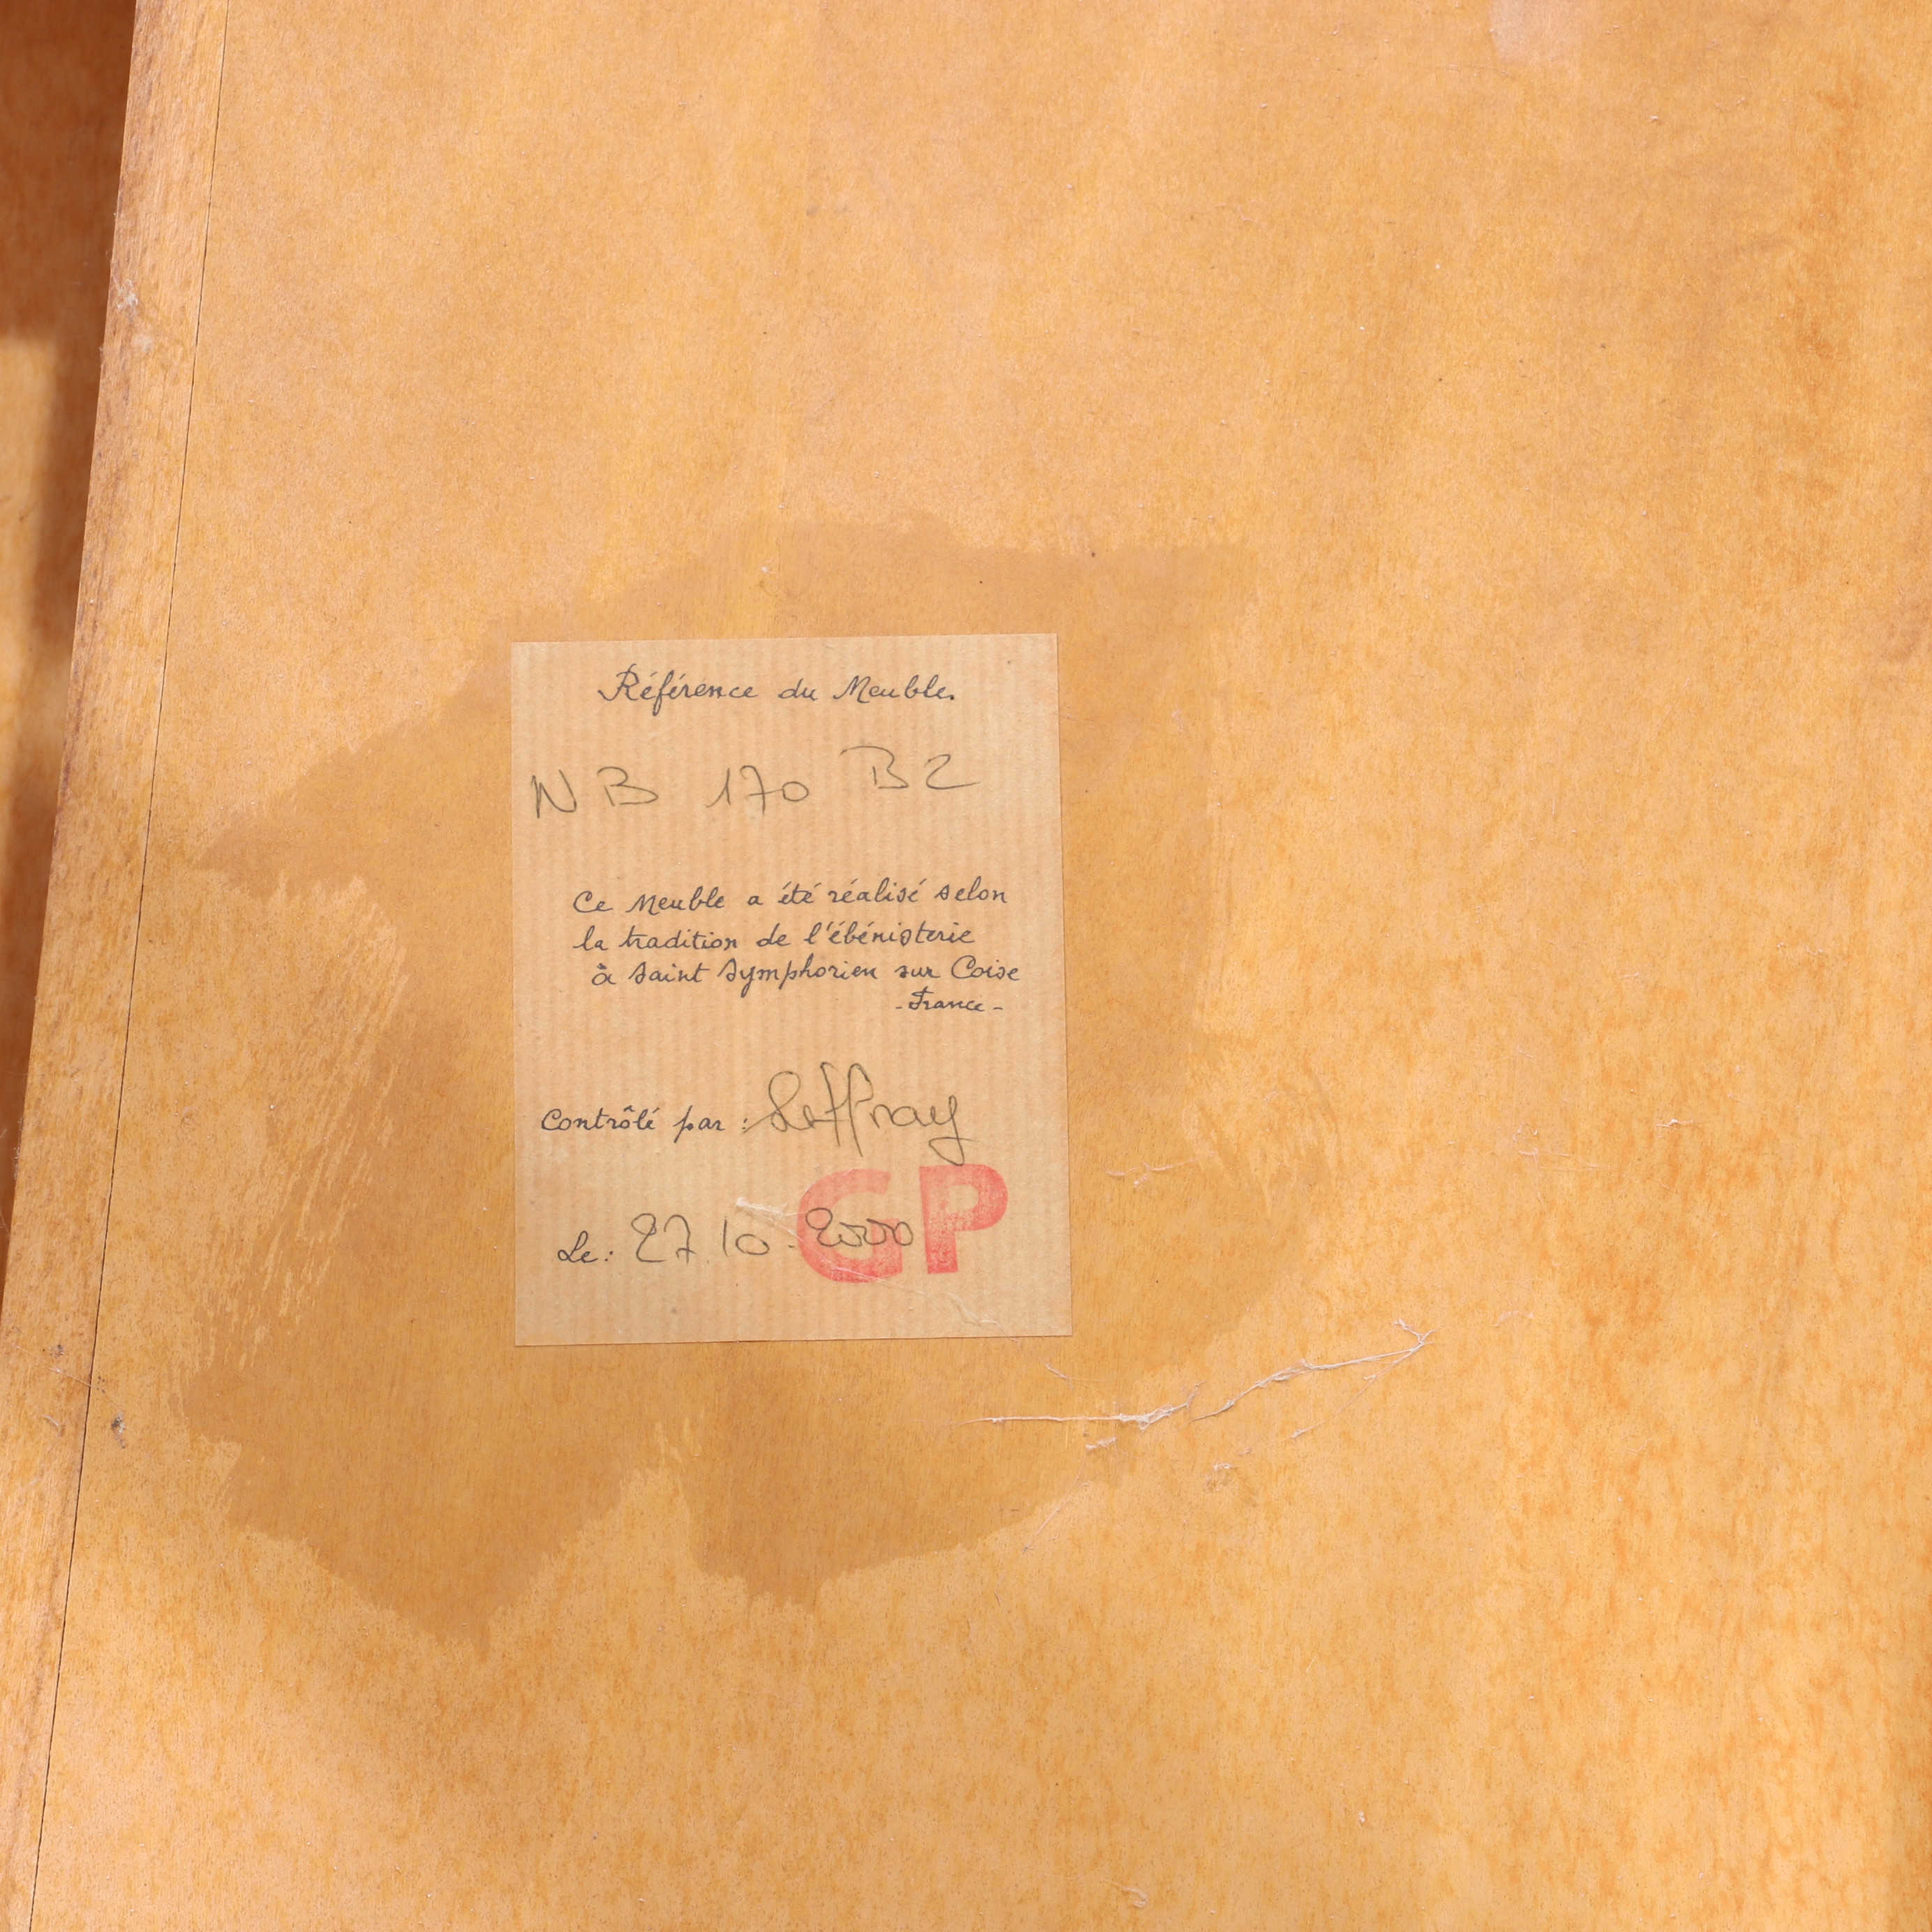 Référence du Meuble.
NB 170 B2
Ce Meuble a été réalisé selon
la tradition de l'ébénisterie
à saint symphorien sur Coise
- France -
Contrôlé par :
GP
Le : 27.10.2000